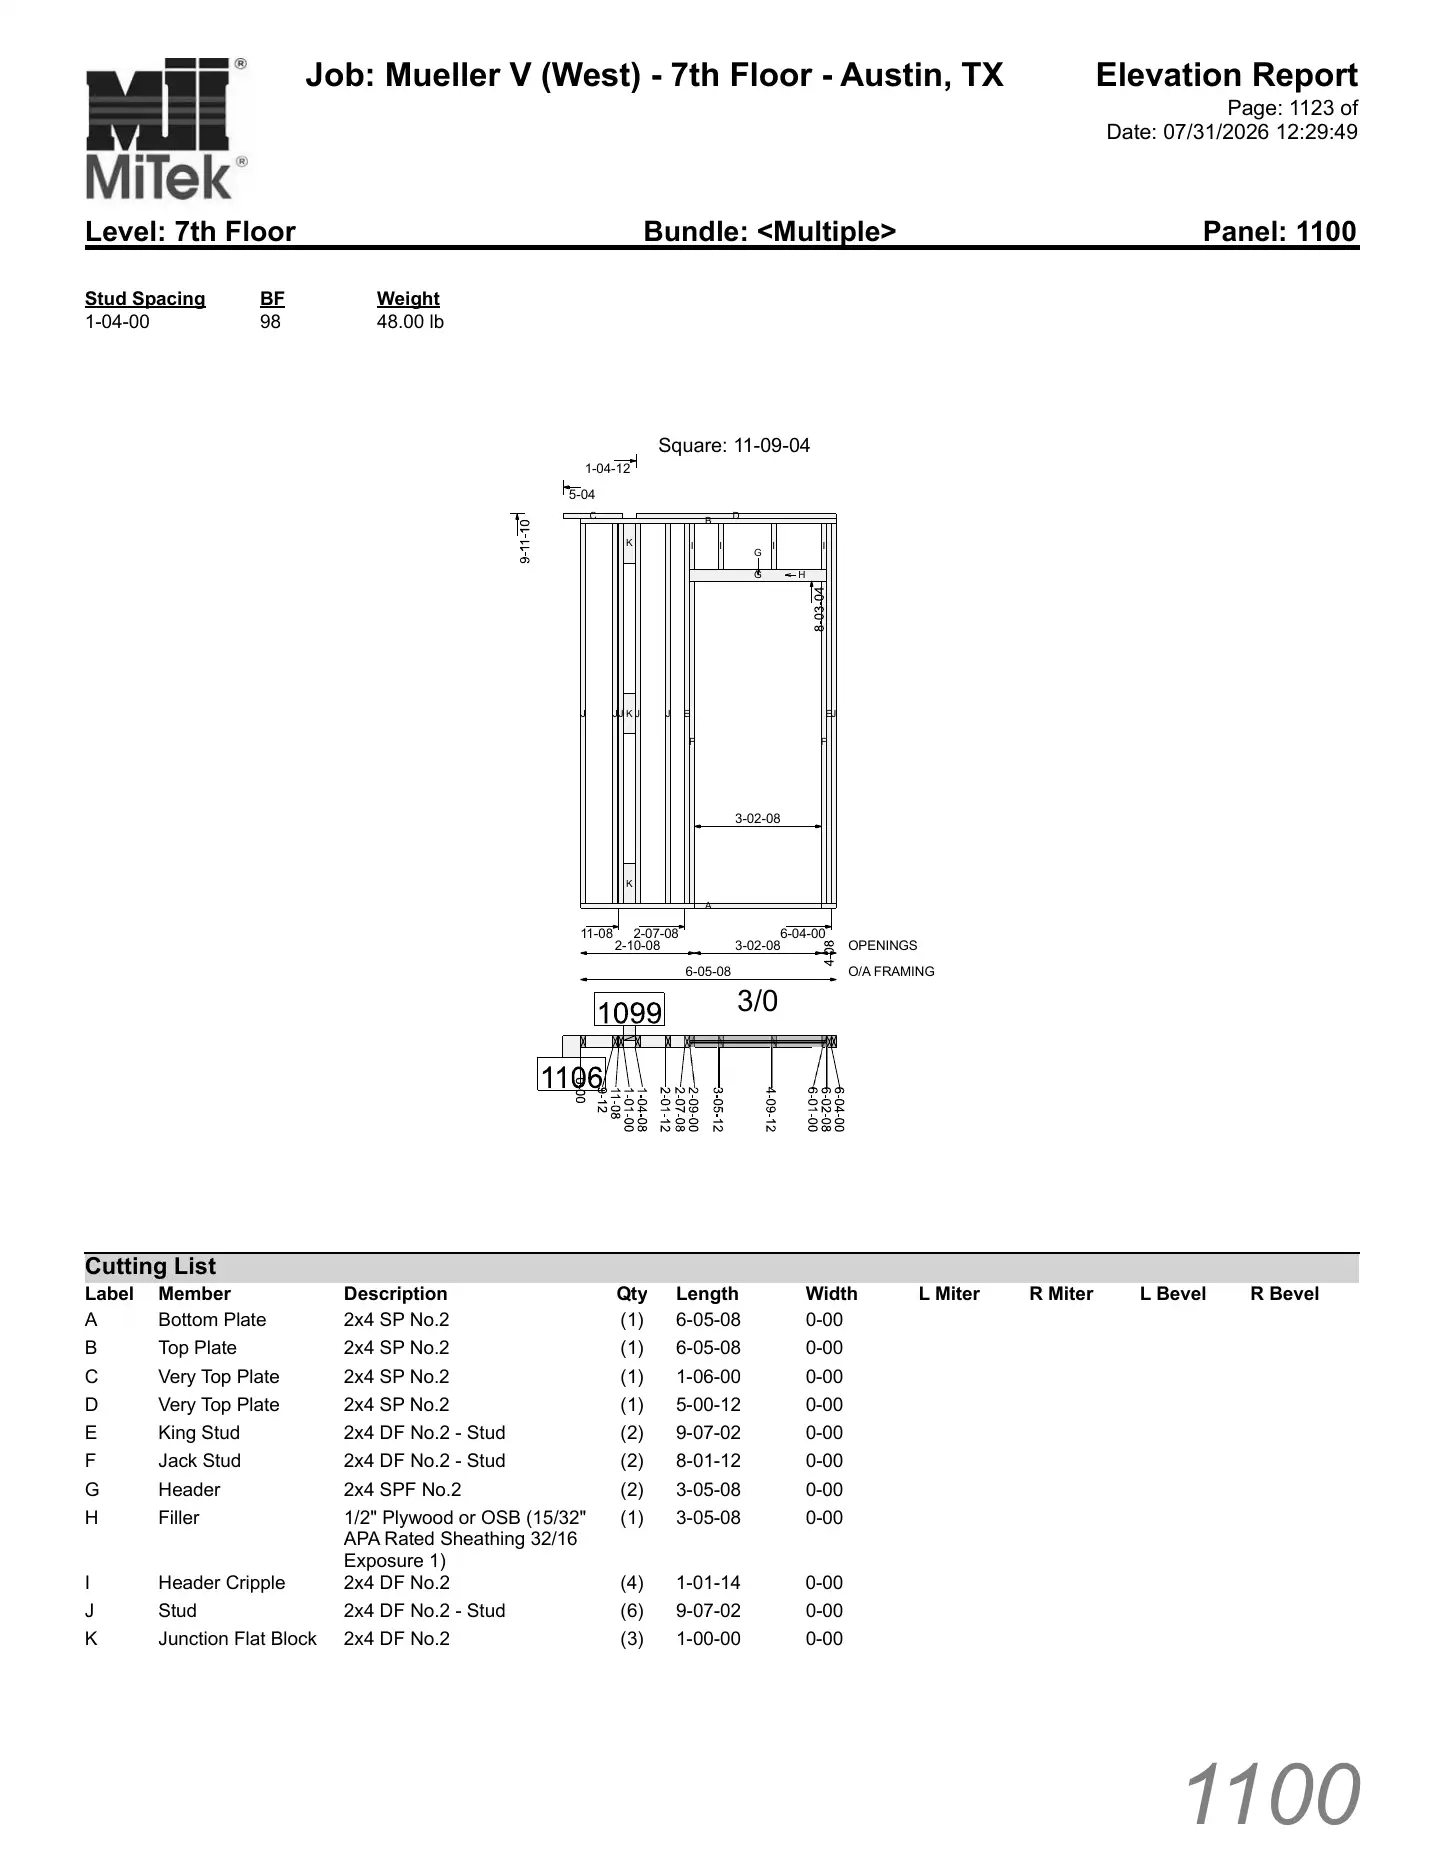 Job: Mueller V (West) - 7th Floor - Austin, TX
Elevation Report
Page: 1123 of
Date: 07/31/2026 12:29:49
MiTek®
Level: 7th Floor Bundle: <Multiple> Panel: 1100
Stud Spacing BF Weight
1-04-00 98 48.00 lb
Square: 11-09-04
1-04-12
5-04
9-11-10
C B D
K I I I I
G
G H
8-03-04
J J J K J J E E J
F F
3-02-08
K
A
11-08 2-07-08 6-04-00
2-10-08 3-02-08 4-08 OPENINGS
6-05-08 O/A FRAMING
1099 3/0
1106
0-00 9-12 11-08 1-01-00 1-04-08 2-01-12 2-07-08 2-09-00 3-05-12 4-09-12 6-01-00 6-02-08 6-04-00
Cutting List
Label Member Description Qty Length Width L Miter R Miter L Bevel R Bevel
A Bottom Plate 2x4 SP No.2 (1) 6-05-08 0-00
B Top Plate 2x4 SP No.2 (1) 6-05-08 0-00
C Very Top Plate 2x4 SP No.2 (1) 1-06-00 0-00
D Very Top Plate 2x4 SP No.2 (1) 5-00-12 0-00
E King Stud 2x4 DF No.2 - Stud (2) 9-07-02 0-00
F Jack Stud 2x4 DF No.2 - Stud (2) 8-01-12 0-00
G Header 2x4 SPF No.2 (2) 3-05-08 0-00
H Filler 1/2" Plywood or OSB (15/32" (1) 3-05-08 0-00
APA Rated Sheathing 32/16
Exposure 1)
I Header Cripple 2x4 DF No.2 (4) 1-01-14 0-00
J Stud 2x4 DF No.2 - Stud (6) 9-07-02 0-00
K Junction Flat Block 2x4 DF No.2 (3) 1-00-00 0-00
1100